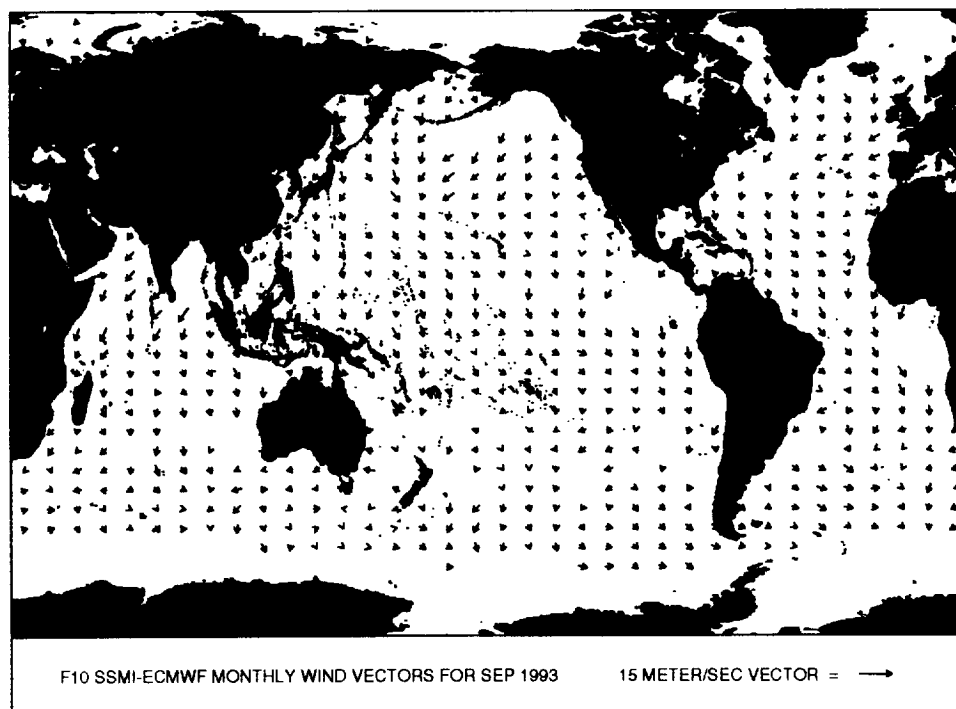 F10 SSMI-ECMWF MONTHLY WIND VECTORS FOR SEP 1993 15 METER/SEC VECTOR =